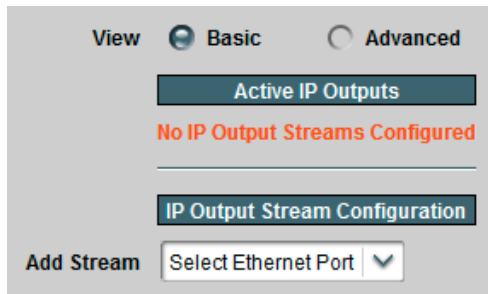 View Basic Advanced
Active IP Outputs
No IP Output Streams Configured
IP Output Stream Configuration
Add Stream Select Ethernet Port